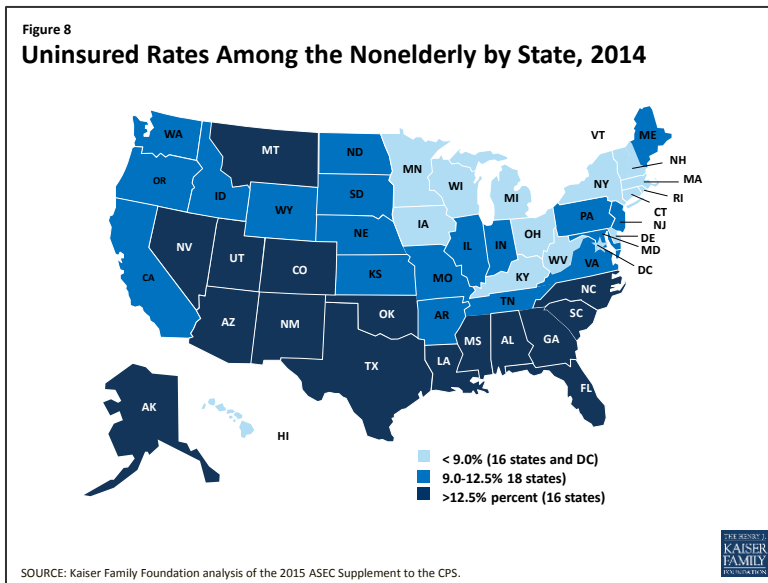 Figure 8
Uninsured Rates Among the Nonelderly by State, 2014
WA
MT
ND
MN
VT
ME
OR
ID
WY
SD
WI
MI
NY
NH
MA
RI
CT
NJ
DE
MD
DC
NV
UT
CO
NE
IA
IL
IN
OH
PA
WV
VA
CA
KS
MO
KY
TN
NC
SC
AZ
NM
OK
AR
MS
AL
GA
TX
LA
FL
AK
HI
< 9.0% (16 states and DC)
9.0-12.5% 18 states)
>12.5% percent (16 states)
SOURCE: Kaiser Family Foundation analysis of the 2015 ASEC Supplement to the CPS.
THE HENRY J.
KAISER
FAMILY
FOUNDATION